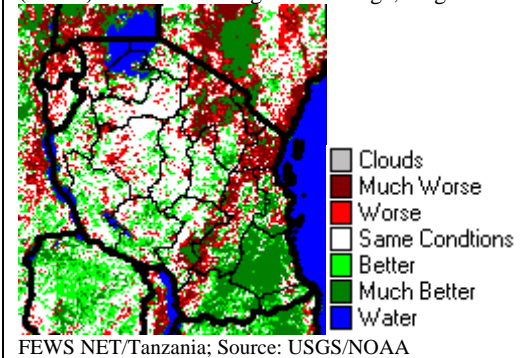 Clouds
Much Worse
Worse
Same Condtions
Better
Much Better
Water
FEWS NET/Tanzania; Source: USGS/NOAA